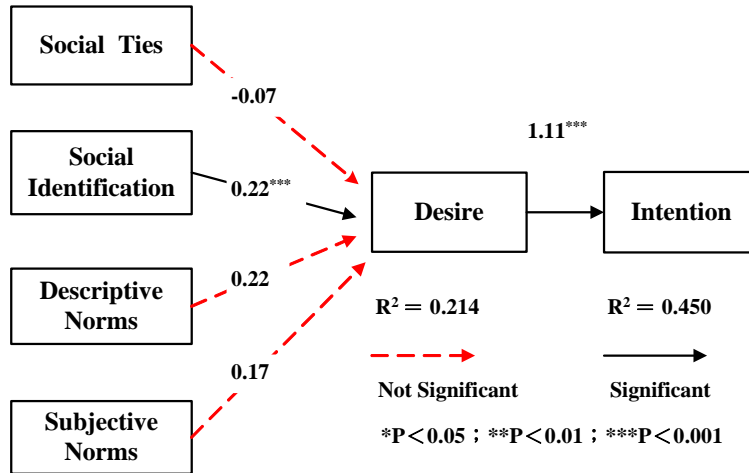 Social Ties
-0.07
1.11***
Social
Identification
0.22***
Desire
Intention
Descriptive
Norms
0.22
R² = 0.214
R² = 0.450
0.17
Not Significant
Significant
Subjective
Norms
*P<0.05；**P<0.01；***P<0.001